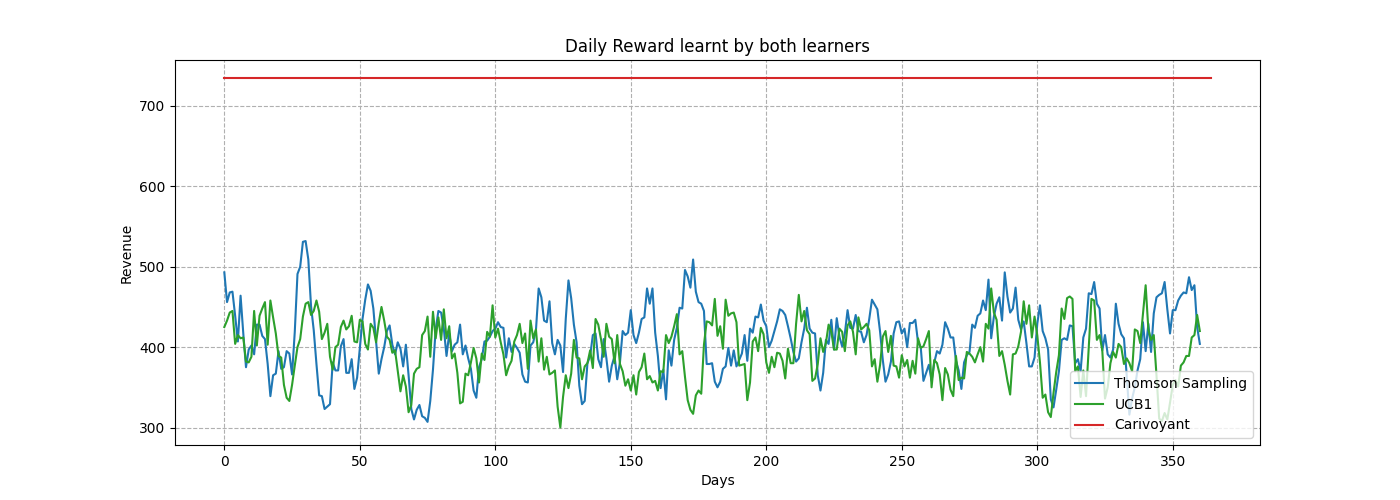 Daily Reward learnt by both learners
Revenue
700
600
500
400
300
0 50 100 150 200 250 300 350
Days
Thomson Sampling
UCB1
Carivoyant